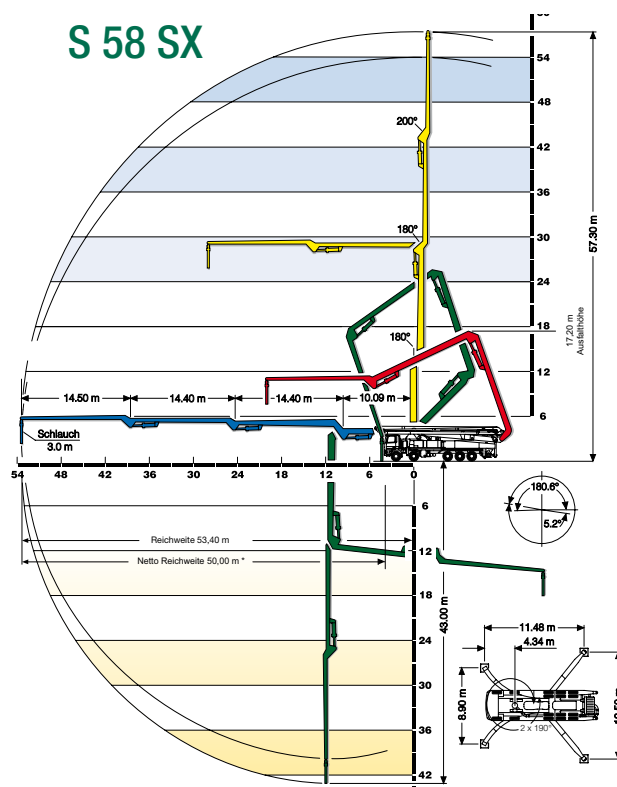 S 58 SX
54
48
200°
42
36
180°
30
57.30 m
24
18
17,20 m
Ausfalthöhe
180°
12
14.50 m
14.40 m
14.40 m
10.09 m
6
Schlauch
3.0 m
54
48
42
36
30
24
18
12
6
0
6
180.6°
5.2°
Reichweite 53,40 m
12
Netto Reichweite 50,00 m *
18
43.00 m
11.48 m
4.34 m
24
30
8.90 m
2 x 190°
36
42